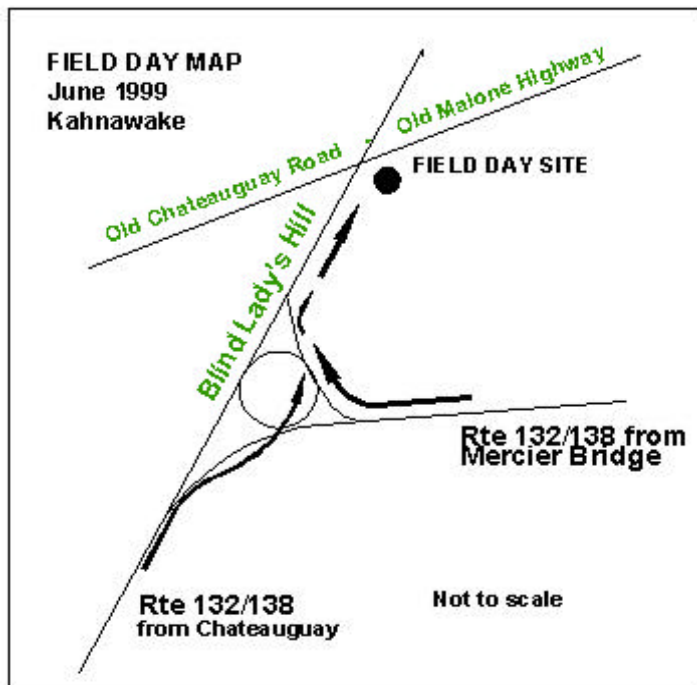 FIELD DAY MAP
June 1999
Kahnawake
Old Chateauguay Road - Old Malone Highway
FIELD DAY SITE
Blind Lady's Hill
Rte 132/138 from
Mercier Bridge
Rte 132/138
from Chateauguay
Not to scale